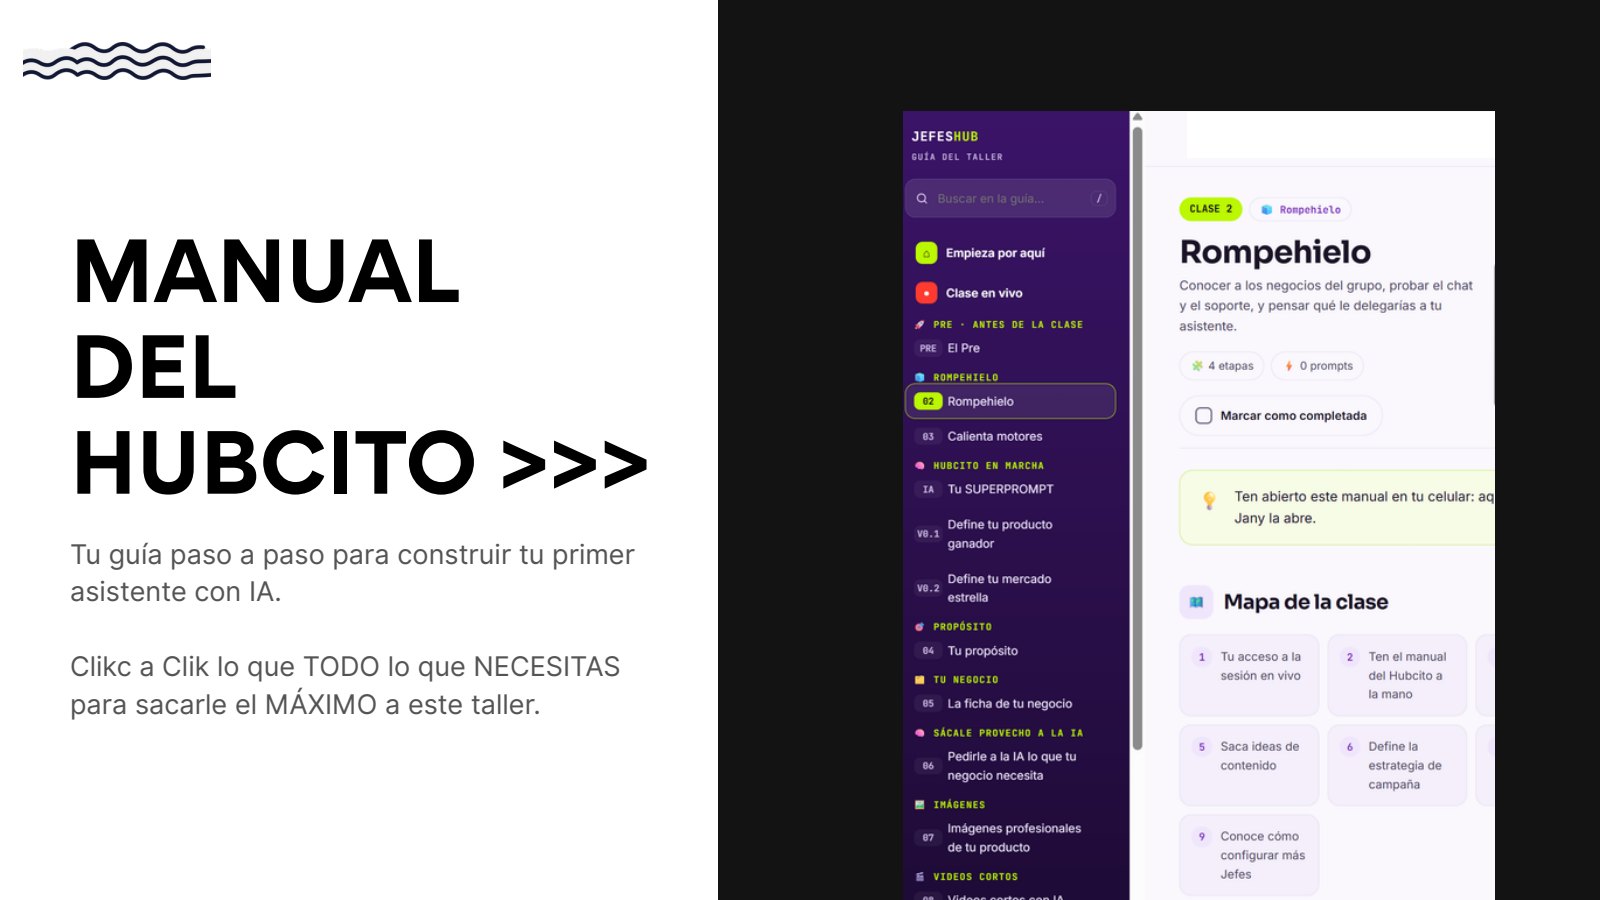 MANUAL
DEL
HUBCITO >>>
Tu guía paso a paso para construir tu primer
asistente con IA.
Clikc a Clik lo que TODO lo que NECESITAS
para sacarle el MÁXIMO a este taller.
JEFESHUB
GUÍA DEL TALLER
Buscar en la guía... /
Empieza por aquí
Clase en vivo
PRE · ANTES DE LA CLASE
PRE El Pre
ROMPEHIELO
02 Rompehielo
03 Calienta motores
HUBCITO EN MARCHA
IA Tu SUPERPROMPT
V0.1 Define tu producto
ganador
V0.2 Define tu mercado
estrella
PROPÓSITO
04 Tu propósito
TU NEGOCIO
05 La ficha de tu negocio
SÁCALE PROVECHO A LA IA
06 Pedirle a la IA lo que tu
negocio necesita
IMÁGENES
07 Imágenes profesionales
de tu producto
VIDEOS CORTOS
CLASE 2 Rompehielo
Rompehielo
Conocer a los negocios del grupo, probar el chat
y el soporte, y pensar qué le delegarías a tu
asistente.
4 etapas 0 prompts
Marcar como completada
Ten abierto este manual en tu celular: aq
Jany la abre.
Mapa de la clase
1 Tu acceso a la
sesión en vivo
2 Ten el manual
del Hubcito a
la mano
5 Saca ideas de
contenido
6 Define la
estrategia de
campaña
9 Conoce cómo
configurar más
Jefes